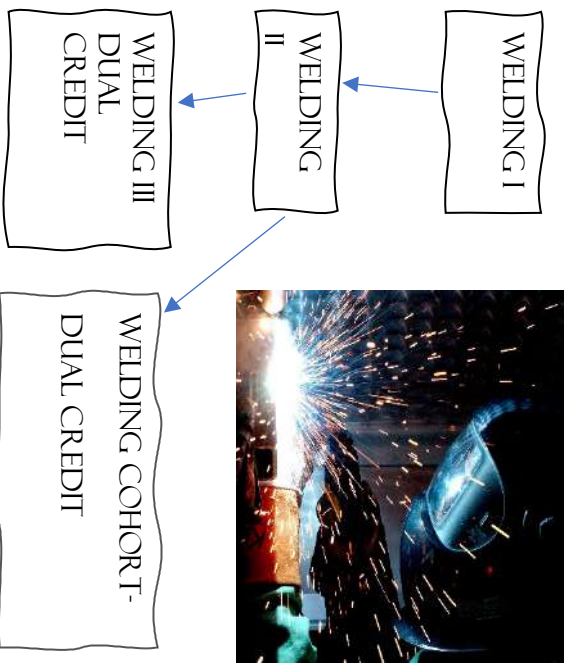 WELDING I
WELDING
II
WELDING III
DUAL
CREDIT
WELDING COHORT-
DUAL CREDIT